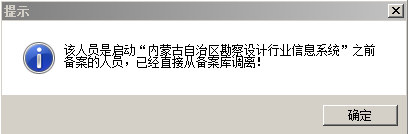 提示
该人员是启动“内蒙古自治区勘察设计行业信息系统”之前
备案的人员，已经直接从备案库调离！
确定